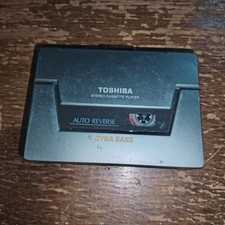 TOSHIBA
STEREO CASSETTE PLAYER
AUTO REVERSE
DYNA BASS